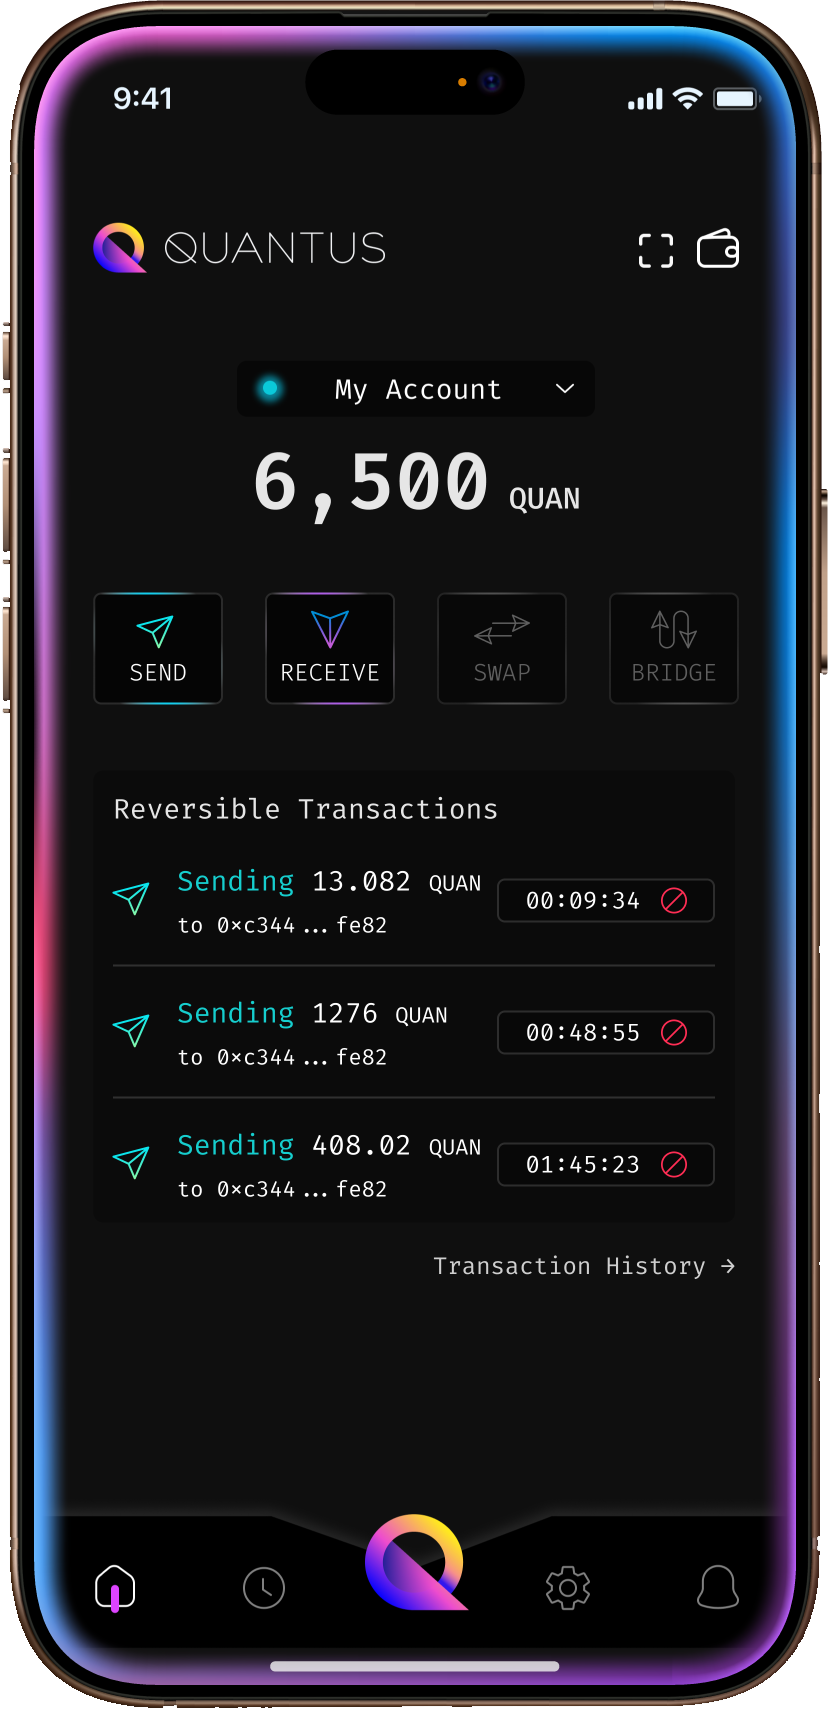 9:41
QUANTUS
My Account
6,500 QUAN
SEND
RECEIVE
SWAP
BRIDGE
Reversible Transactions
Sending 13.082 QUAN
to 0×c344...fe82
00:09:34
Sending 1276 QUAN
to 0×c344...fe82
00:48:55
Sending 408.02 QUAN
to 0×c344...fe82
01:45:23
Transaction History →